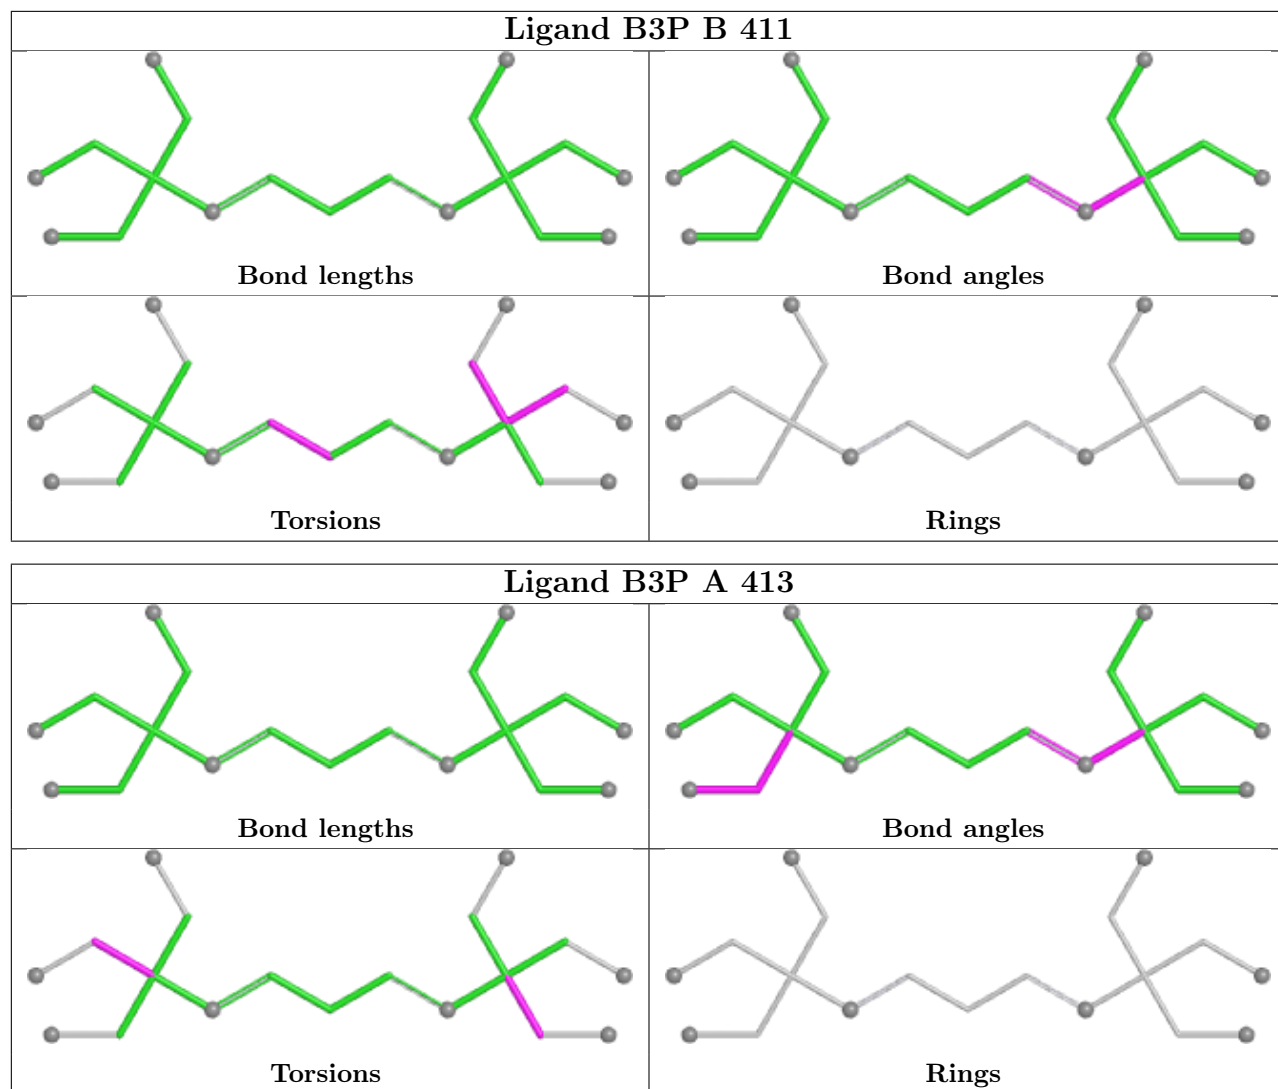 Ligand B3P B 411
Bond lengths
Bond angles
Torsions
Rings
Ligand B3P A 413
Bond lengths
Bond angles
Torsions
Rings